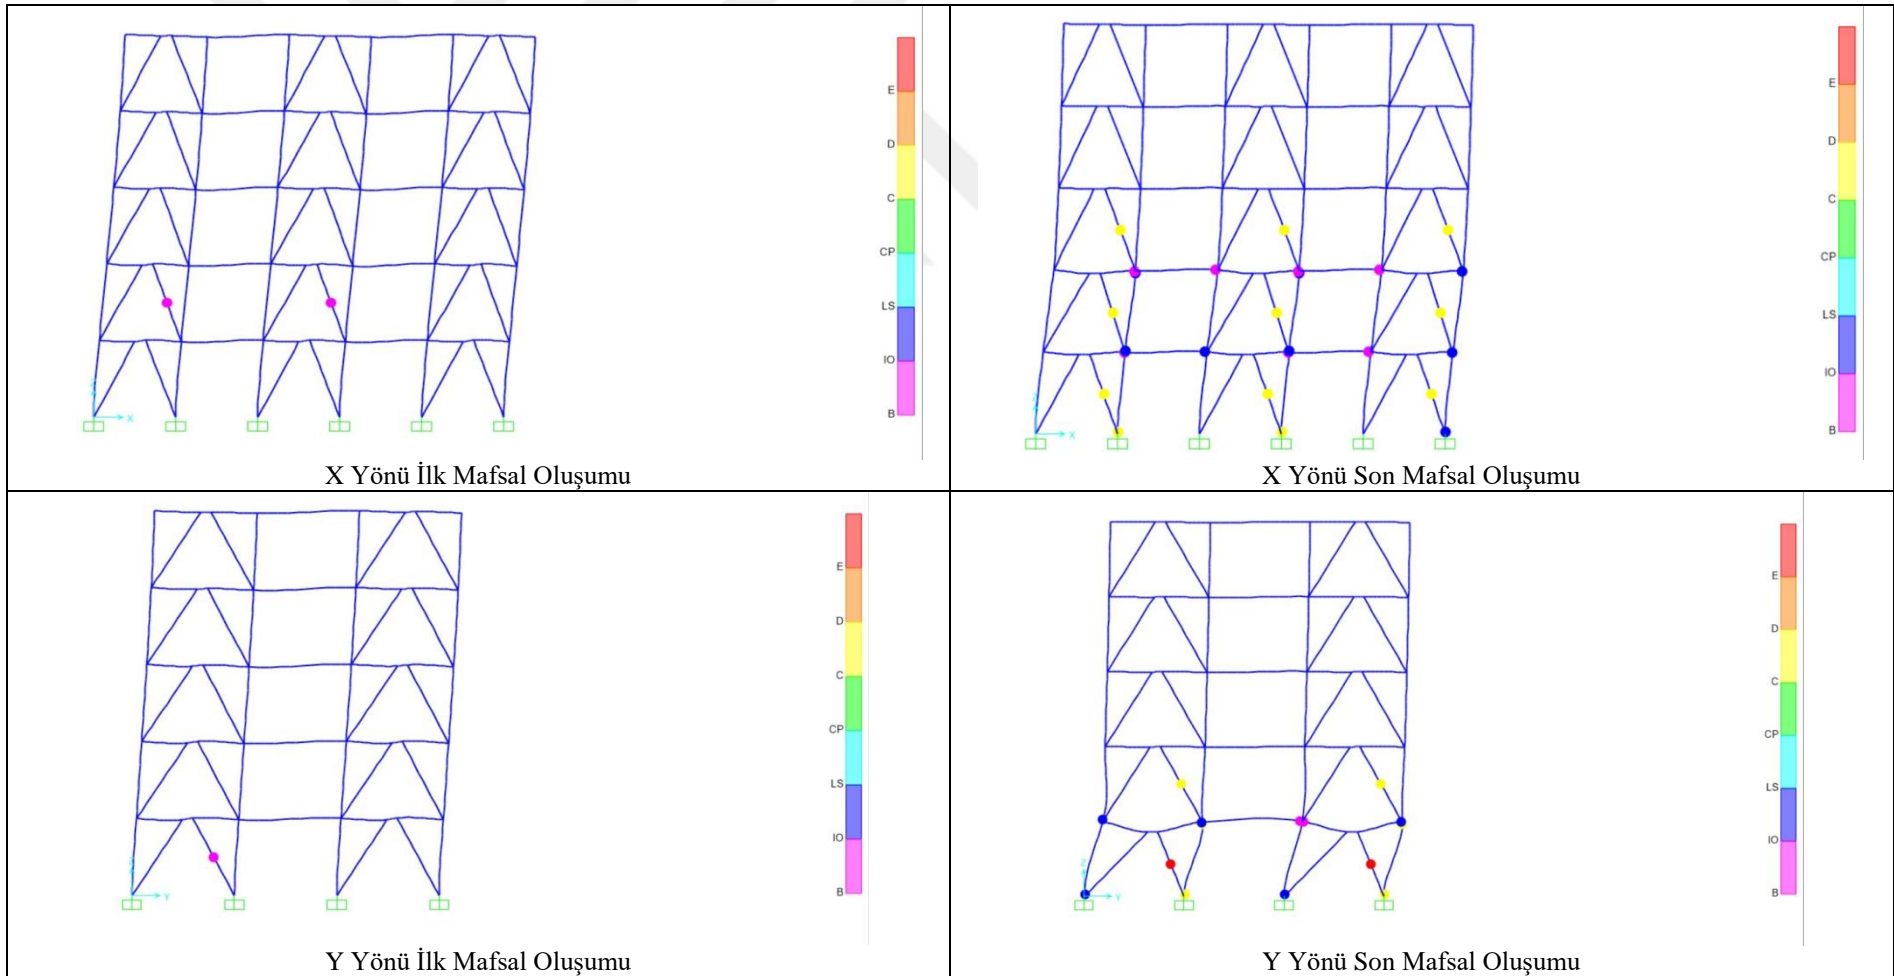 E
D
C
CP
LS
IO
B
X
X Yönü İlk Mafsal Oluşumu
E
D
C
CP
LS
IO
B
Z
X
X Yönü Son Mafsal Oluşumu
E
D
C
CP
LS
IO
B
Z
Y
Y Yönü İlk Mafsal Oluşumu
E
D
C
CP
LS
IO
B
Z
Y
Y Yönü Son Mafsal Oluşumu